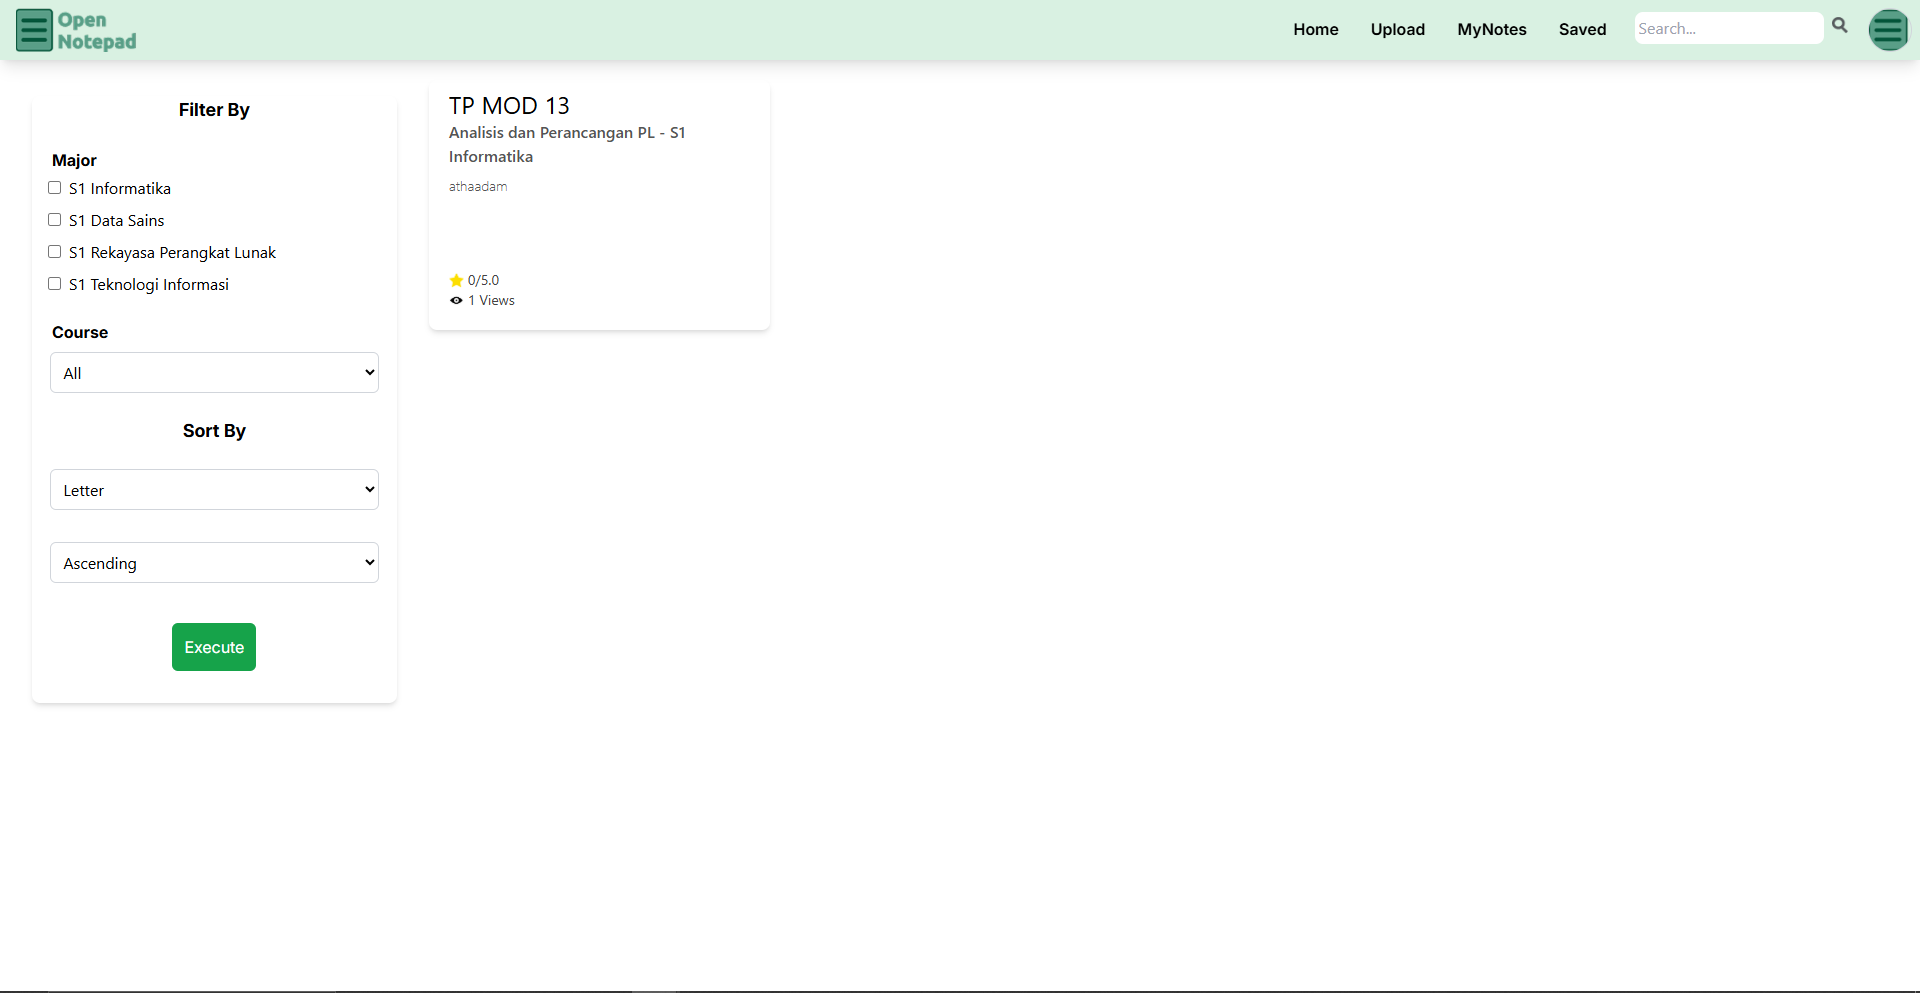 Open
Notepad
Home
Upload
MyNotes
Saved
Search...
Filter By
Major
S1 Informatika
S1 Data Sains
S1 Rekayasa Perangkat Lunak
S1 Teknologi Informasi
Course
All
Sort By
Letter
Ascending
Execute
TP MOD 13
Analisis dan Perancangan PL - S1
Informatika
athaadam
0/5.0
1 Views